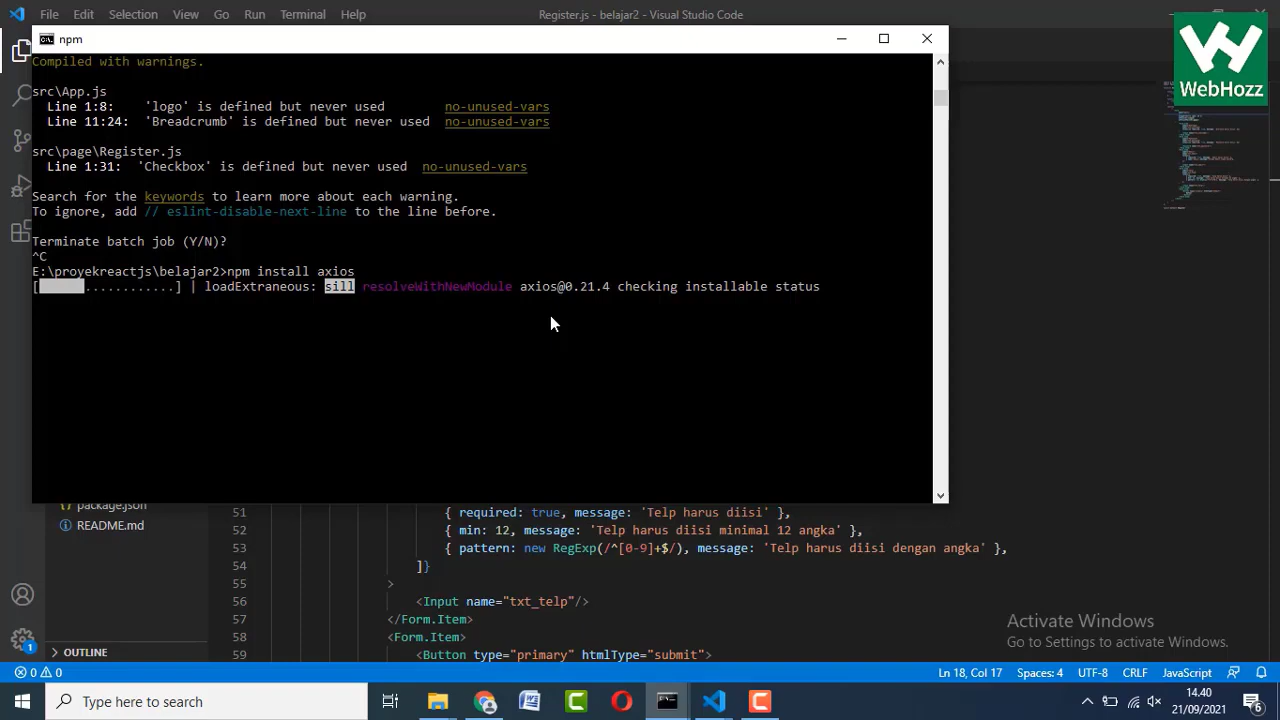 File Edit Selection View Go Run Terminal Help Register.js - belajar2 - Visual Studio Code
npm
WebHozz
Compiled with warnings.
src\App.js
Line 1:8: 'logo' is defined but never used no-unused-vars
Line 11:24: 'Breadcrumb' is defined but never used no-unused-vars
src\page\Register.js
Line 1:31: 'Checkbox' is defined but never used no-unused-vars
Search for the keywords to learn more about each warning.
To ignore, add // eslint-disable-next-line to the line before.
Terminate batch job (Y/N)?
^C
E:\proyekreactjs\belajar2>npm install axios
[......] | loadExtraneous: sill resolveWithNewModule axios@0.21.4 checking installable status
package.json
README.md
51 { required: true, message: 'Telp harus diisi' },
52 { min: 12, message: 'Telp harus diisi minimal 12 angka' },
53 { pattern: new RegExp(/^[0-9]+$/), message: 'Telp harus diisi dengan angka' },
54 ]}
55 >
56 <Input name="txt_telp"/>
57 </Form.Item>
58 <Form.Item>
59 <Button type="primary" htmlType="submit">
OUTLINE
Activate Windows
Go to Settings to activate Windows.
1
0 0 Ln 18, Col 17 Spaces: 4 UTF-8 CRLF JavaScript
Type here to search
14.40
21/09/2021
6